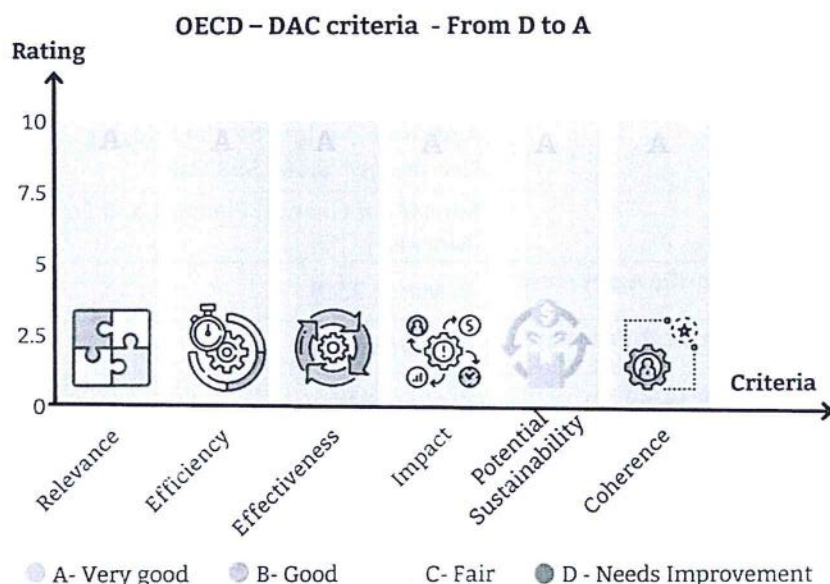 OECD – DAC criteria - From D to A
Rating
10
7.5
5
2.5
0
A A A A A A
Criteria
Relevance
Efficiency
Effectiveness
Impact
Potential
Sustainability
Coherence
A- Very good B- Good C- Fair D - Needs Improvement